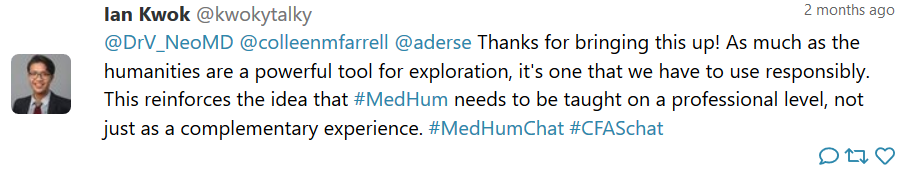 Ian Kwok @kwokytalky
2 months ago
@DrV_NeoMD @colleenmfarrell @aderse Thanks for bringing this up! As much as the
humanities are a powerful tool for exploration, it's one that we have to use responsibly.
This reinforces the idea that #MedHum needs to be taught on a professional level, not
just as a complementary experience. #MedHumChat #CFASchat